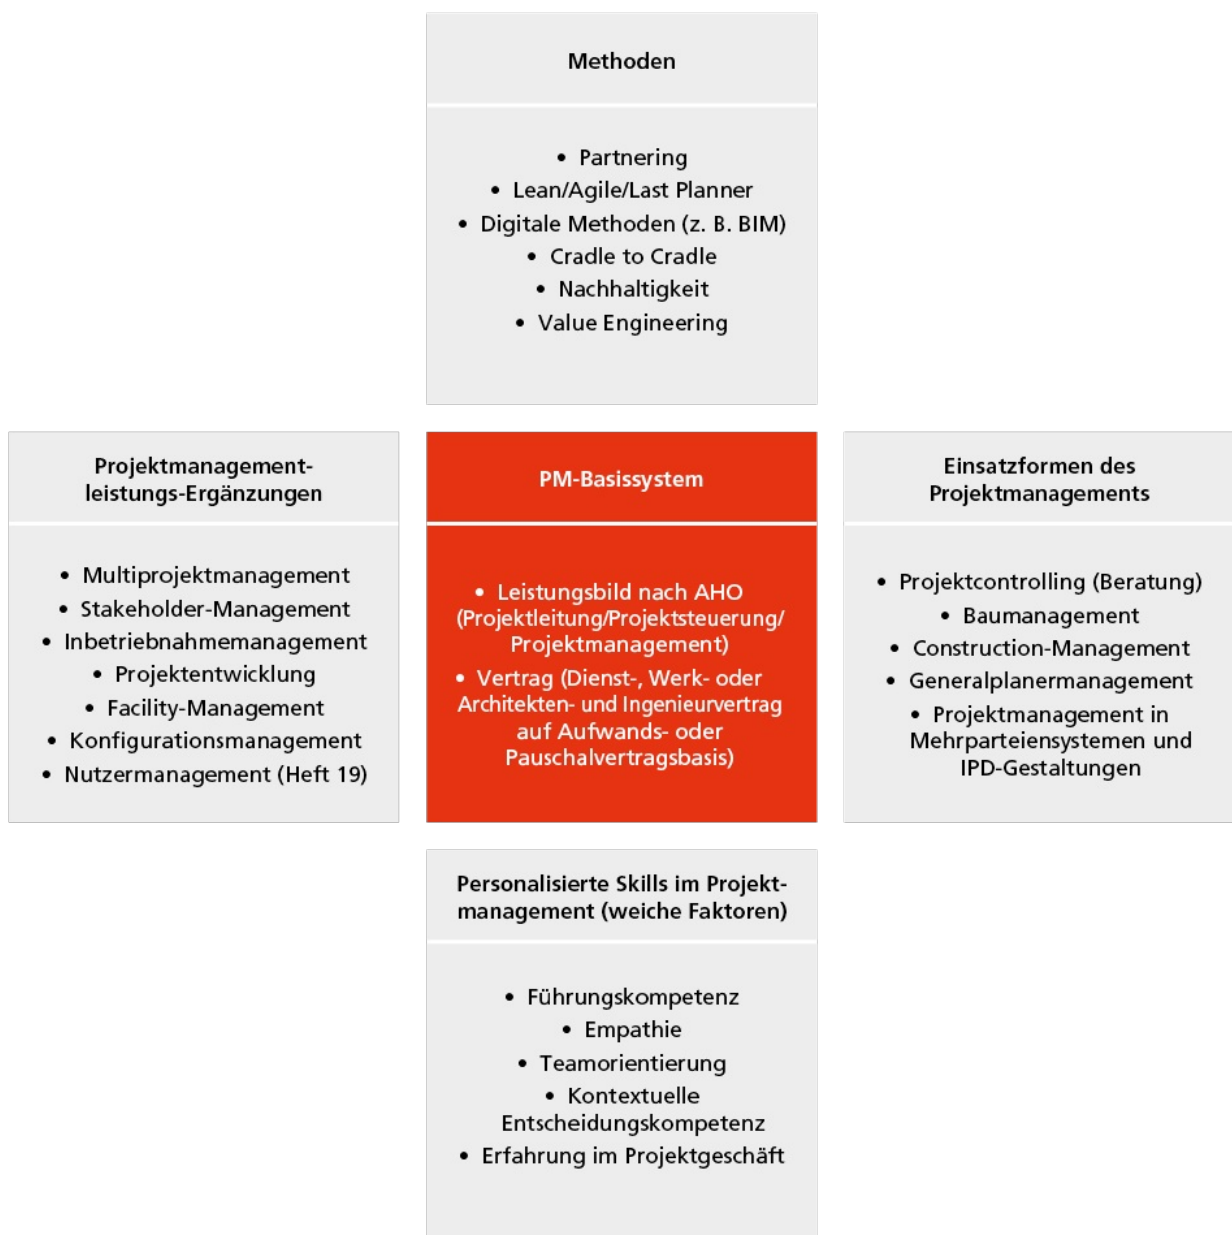 Methoden
• Partnering
• Lean/Agile/Last Planner
• Digitale Methoden (z. B. BIM)
• Cradle to Cradle
• Nachhaltigkeit
• Value Engineering
Projektmanagement-
leistungs-Ergänzungen
• Multiprojektmanagement
• Stakeholder-Management
• Inbetriebnahmemanagement
• Projektentwicklung
• Facility-Management
• Konfigurationsmanagement
• Nutzermanagement (Heft 19)
PM-Basissystem
• Leistungsbild nach AHO
(Projektleitung/Projektsteuerung/
Projektmanagement)
• Vertrag (Dienst-, Werk- oder
Architekten- und Ingenieurvertrag
auf Aufwands- oder
Pauschalvertragsbasis)
Einsatzformen des
Projektmanagements
• Projektcontrolling (Beratung)
• Baumanagement
• Construction-Management
• Generalplanermanagement
• Projektmanagement in
Mehrparteiensystemen und
IPD-Gestaltungen
Personalisierte Skills im Projekt-
management (weiche Faktoren)
• Führungskompetenz
• Empathie
• Teamorientierung
• Kontextuelle
Entscheidungskompetenz
• Erfahrung im Projektgeschäft